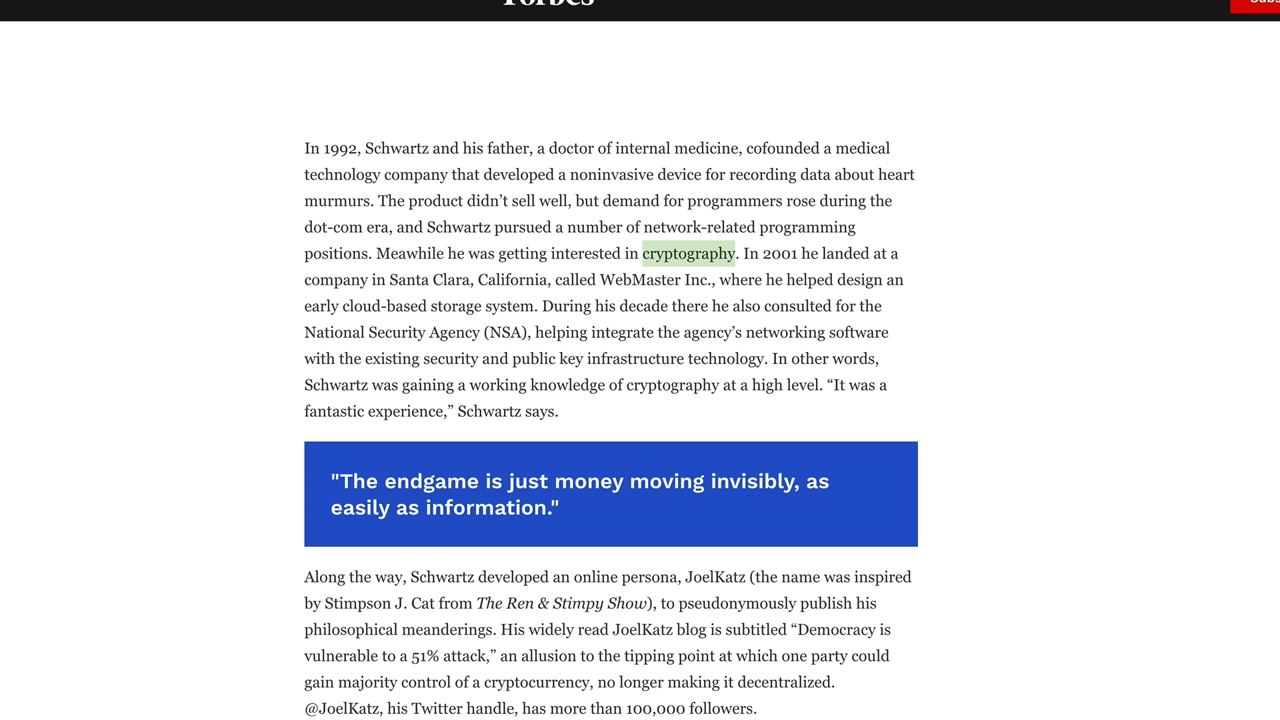 Forbes
Subs
In 1992, Schwartz and his father, a doctor of internal medicine, cofounded a medical
technology company that developed a noninvasive device for recording data about heart
murmurs. The product didn’t sell well, but demand for programmers rose during the
dot-com era, and Schwartz pursued a number of network-related programming
positions. Meawhile he was getting interested in cryptography. In 2001 he landed at a
company in Santa Clara, California, called WebMaster Inc., where he helped design an
early cloud-based storage system. During his decade there he also consulted for the
National Security Agency (NSA), helping integrate the agency’s networking software
with the existing security and public key infrastructure technology. In other words,
Schwartz was gaining a working knowledge of cryptography at a high level. “It was a
fantastic experience,” Schwartz says.
"The endgame is just money moving invisibly, as
easily as information."
Along the way, Schwartz developed an online persona, JoelKatz (the name was inspired
by Stimpson J. Cat from The Ren & Stimpy Show), to pseudonymously publish his
philosophical meanderings. His widely read JoelKatz blog is subtitled “Democracy is
vulnerable to a 51% attack,” an allusion to the tipping point at which one party could
gain majority control of a cryptocurrency, no longer making it decentralized.
@JoelKatz, his Twitter handle, has more than 100,000 followers.